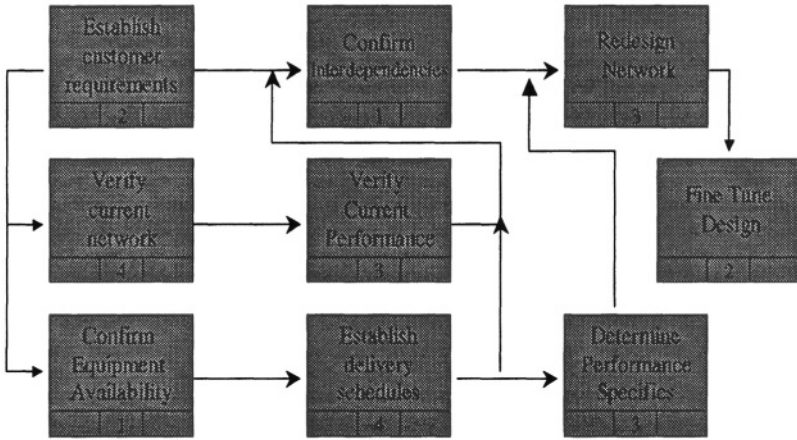 Establish
customer
requirements
2
Confirm
Interdependencies
1
Redesign
Network
3
Verify
current
network
4
Verify
Current
Performance
3
Fine Tune
Design
2
Confirm
Equipment
Availability
1
Establish
delivery
schedules
4
Determine
Performance
Specifics
3